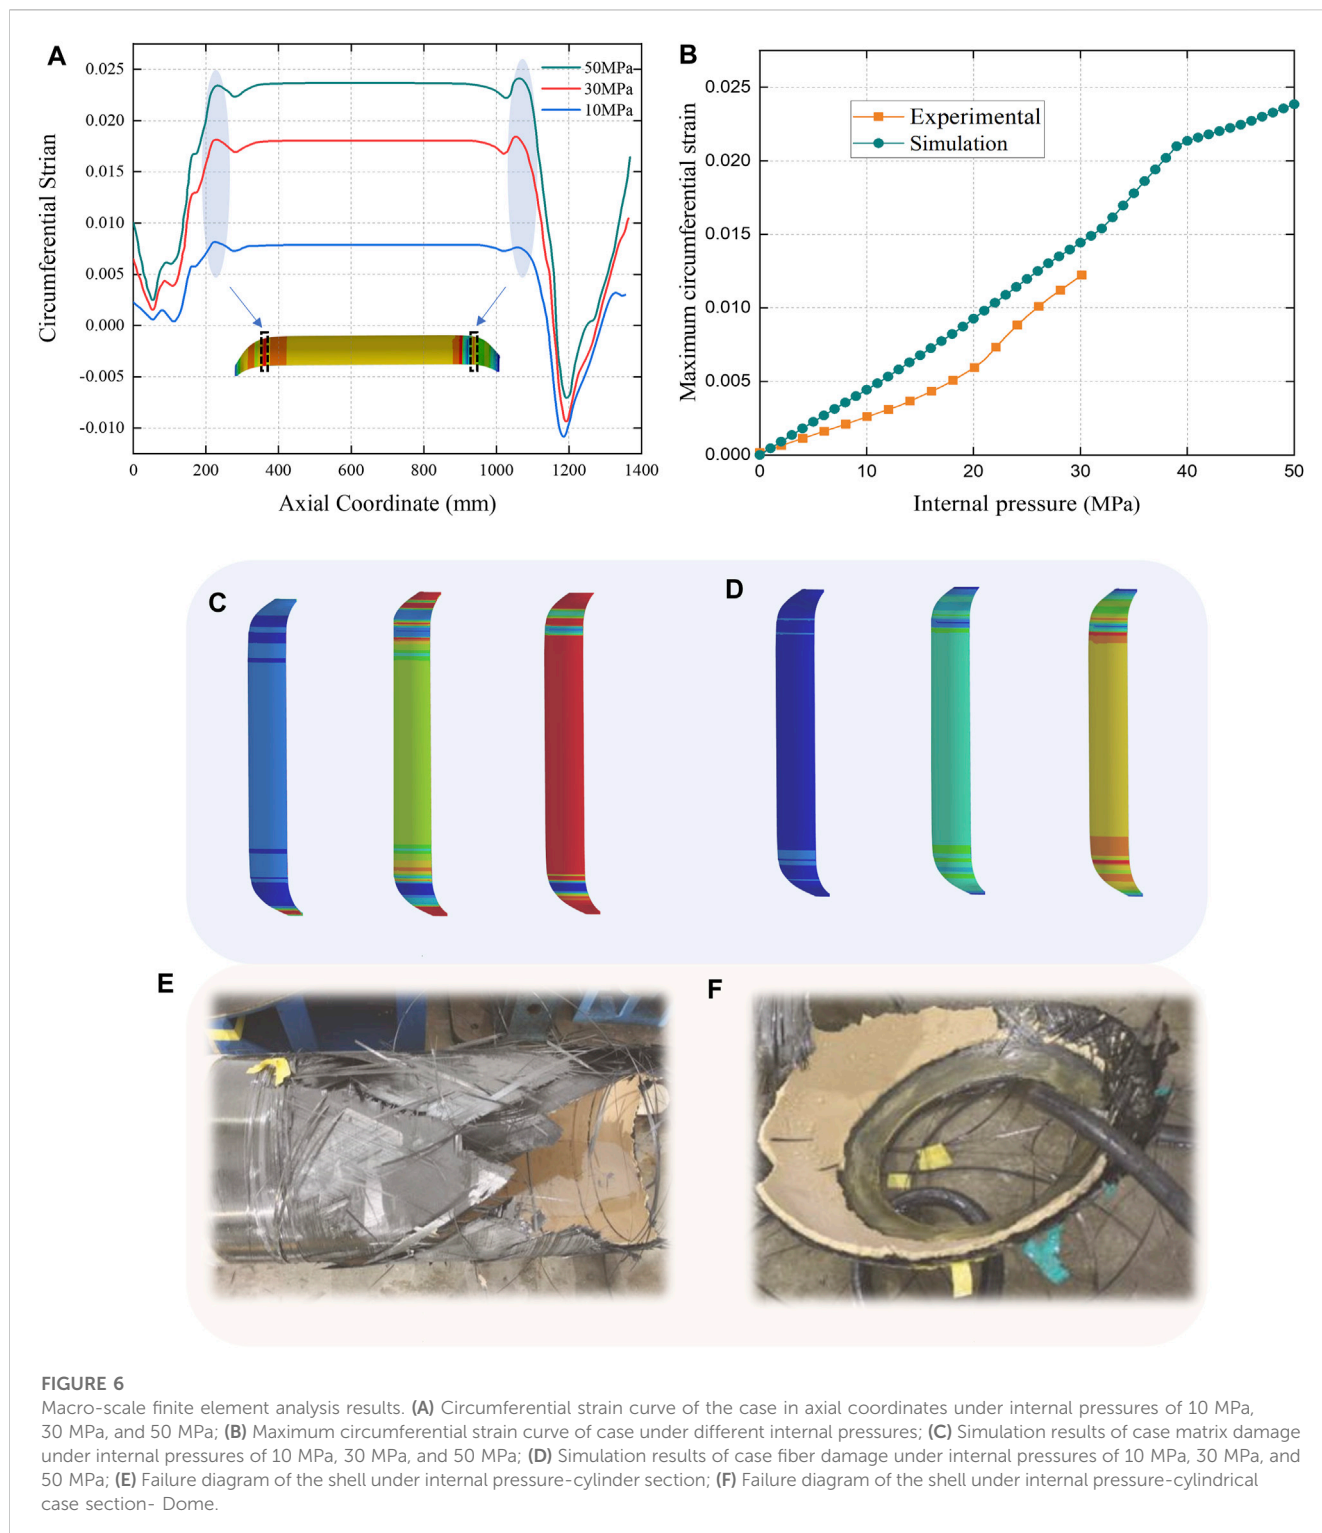 A
0.025
0.020
0.015
0.010
0.005
0.000
-0.005
-0.010
Circumferential Strian
50MPa
30MPa
10MPa
0 200 400 600 800 1000 1200 1400
Axial Coordinate (mm)
B
0.025
0.020
0.015
0.010
0.005
0.000
Maximum circumferential strain
Experimental
Simulation
0 10 20 30 40 50
Internal pressure (MPa)
C
D
E
F
FIGURE 6
Macro-scale finite element analysis results. (A) Circumferential strain curve of the case in axial coordinates under internal pressures of 10 MPa,
30 MPa, and 50 MPa; (B) Maximum circumferential strain curve of case under different internal pressures; (C) Simulation results of case matrix damage
under internal pressures of 10 MPa, 30 MPa, and 50 MPa; (D) Simulation results of case fiber damage under internal pressures of 10 MPa, 30 MPa, and
50 MPa; (E) Failure diagram of the shell under internal pressure-cylinder section; (F) Failure diagram of the shell under internal pressure-cylindrical
case section- Dome.